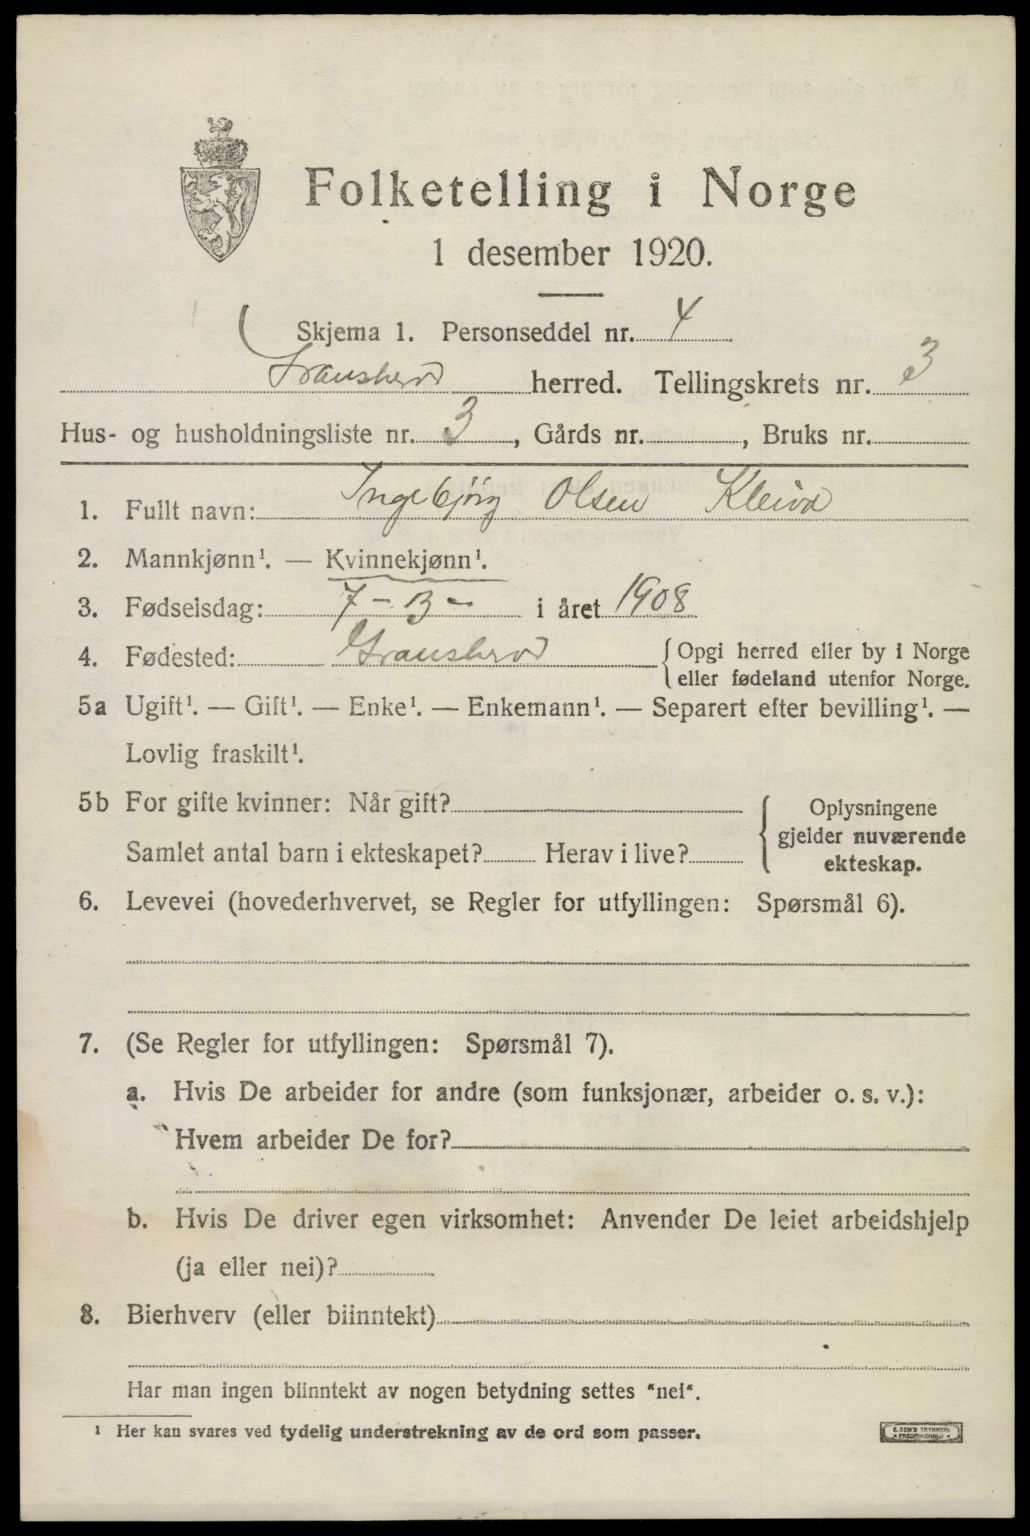 Folketelling i Norge
1 desember 1920.
Skjema 1. Personseddel nr. 4
Gransherad herred. Tellingskrets nr. 3
Hus- og husholdningsliste nr. 3, Gårds nr. , Bruks nr.
1. Fullt navn: Ingebjörg Olsen Kleiva
2. Mannkjønn¹. — Kvinnekjønn¹.
3. Fødselsdag: 7 - i året 1908
4. Fødested: Gransherad {Opgi herred eller by i Norge
eller fødeland utenfor Norge.
5a Ugift¹. — Gift¹. — Enke¹. — Enkemann¹. — Separert efter bevilling¹. —
Lovlig fraskilt¹.
5b For gifte kvinner: Når gift? { Oplysningene
gjelder nuværende
Samlet antal barn i ekteskapet? Herav i live?
ekteskap.
6. Levevei (hovederhvervet, se Regler for utfyllingen: Spørsmål 6).
7. (Se Regler for utfyllingen: Spørsmål 7).
a. Hvis De arbeider for andre (som funksjonær, arbeider o. s. v.):
Hvem arbeider De for?
b. Hvis De driver egen virksomhet: Anvender De leiet arbeidshjelp
(ja eller nei)?
8. Bierhverv (eller biinntekt)
Har man ingen biinntekt av nogen betydning settes "nei".
¹ Her kan svares ved tydelig understrekning av de ord som passer.
E. SEM'S TRYKKERI
FREDRIKSHALD